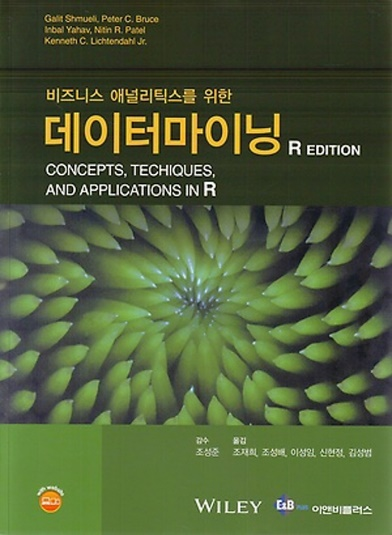 Galit Shmueli, Peter C. Bruce
Inbal Yahav, Nitin R. Patel
Kenneth C. Lichtendahl Jr.
비즈니스 애널리틱스를 위한
데이터마이닝 R EDITION
CONCEPTS, TECHIQUES,
AND APPLICATIONS IN R
감수 옮김
조성준 조재희, 조성배, 이성임, 신현정, 김성범
with website
WILEY E&B PLUS 이앤비플러스